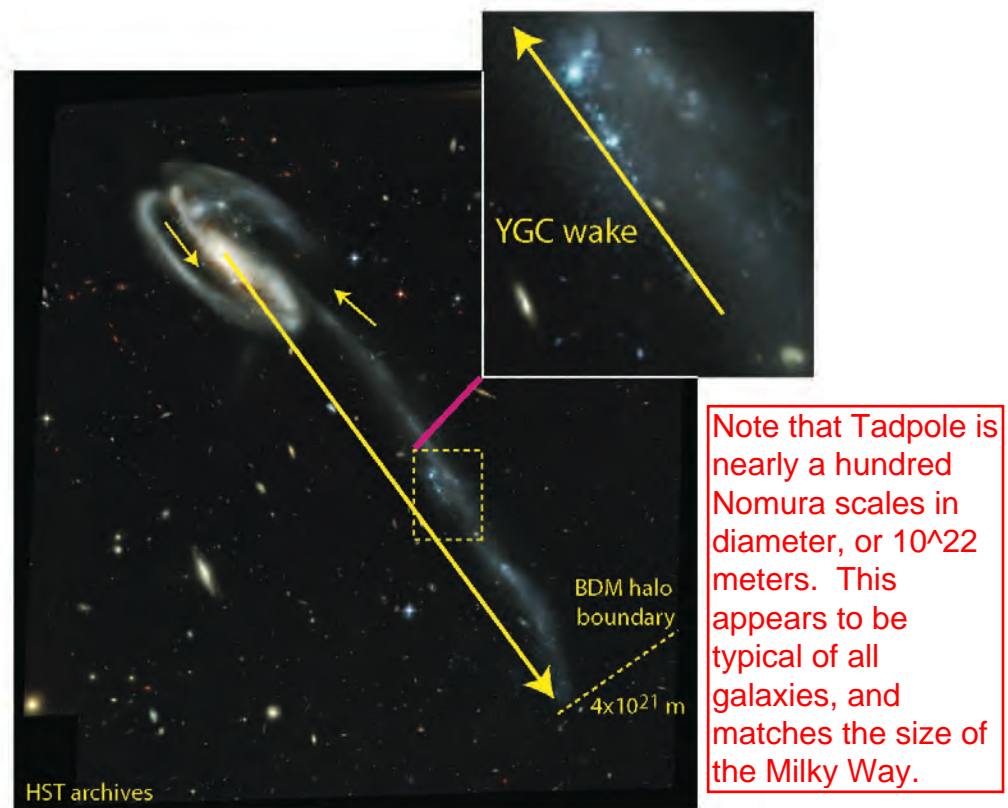 YGC wake
BDM halo
boundary
4x10²¹ m
HST archives
Note that Tadpole is
nearly a hundred
Nomura scales in
diameter, or 10^22
meters. This
appears to be
typical of all
galaxies, and
matches the size of
the Milky Way.